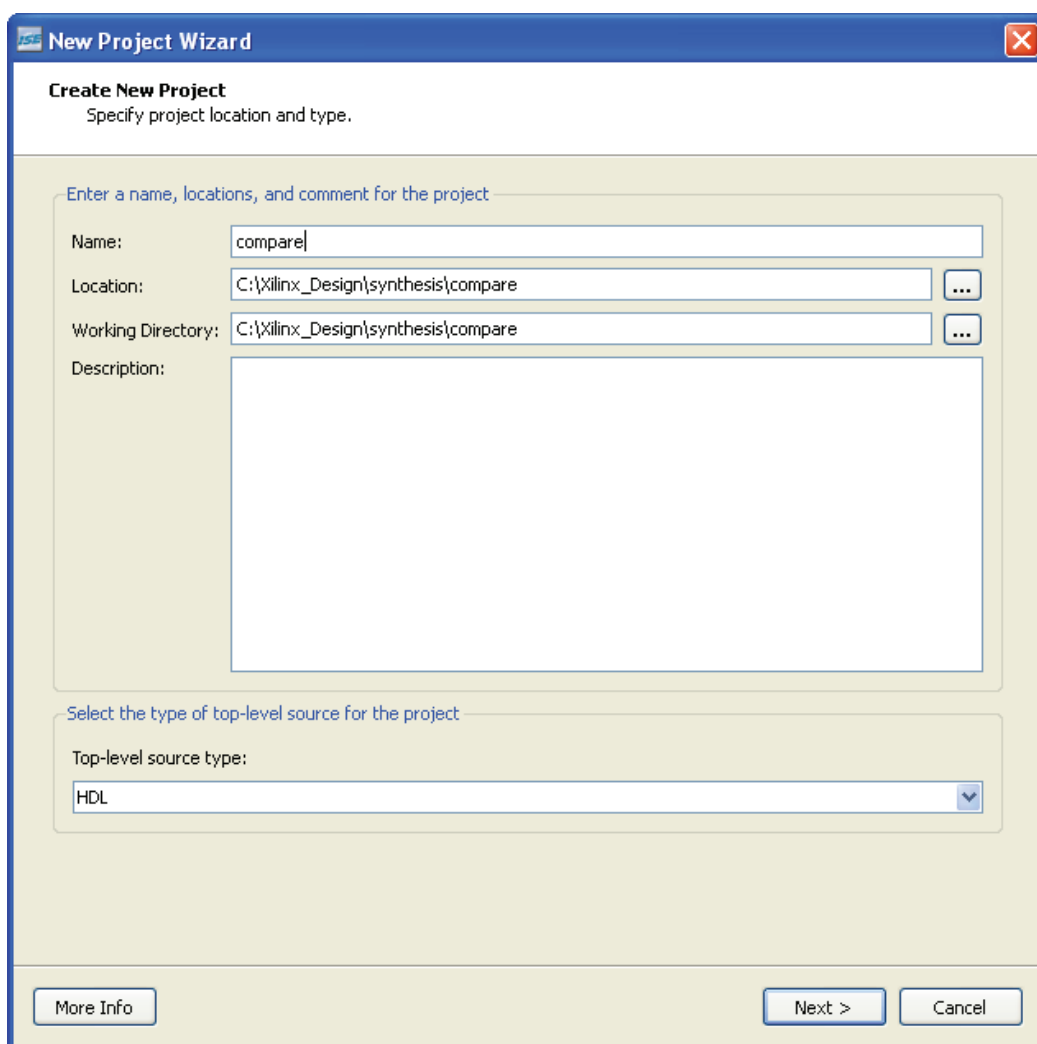 ISE New Project Wizard
Create New Project
Specify project location and type.
Enter a name, locations, and comment for the project
Name: compare
Location: C:\Xilinx_Design\synthesis\compare ...
Working Directory: C:\Xilinx_Design\synthesis\compare ...
Description:
Select the type of top-level source for the project
Top-level source type:
HDL
More Info Next > Cancel